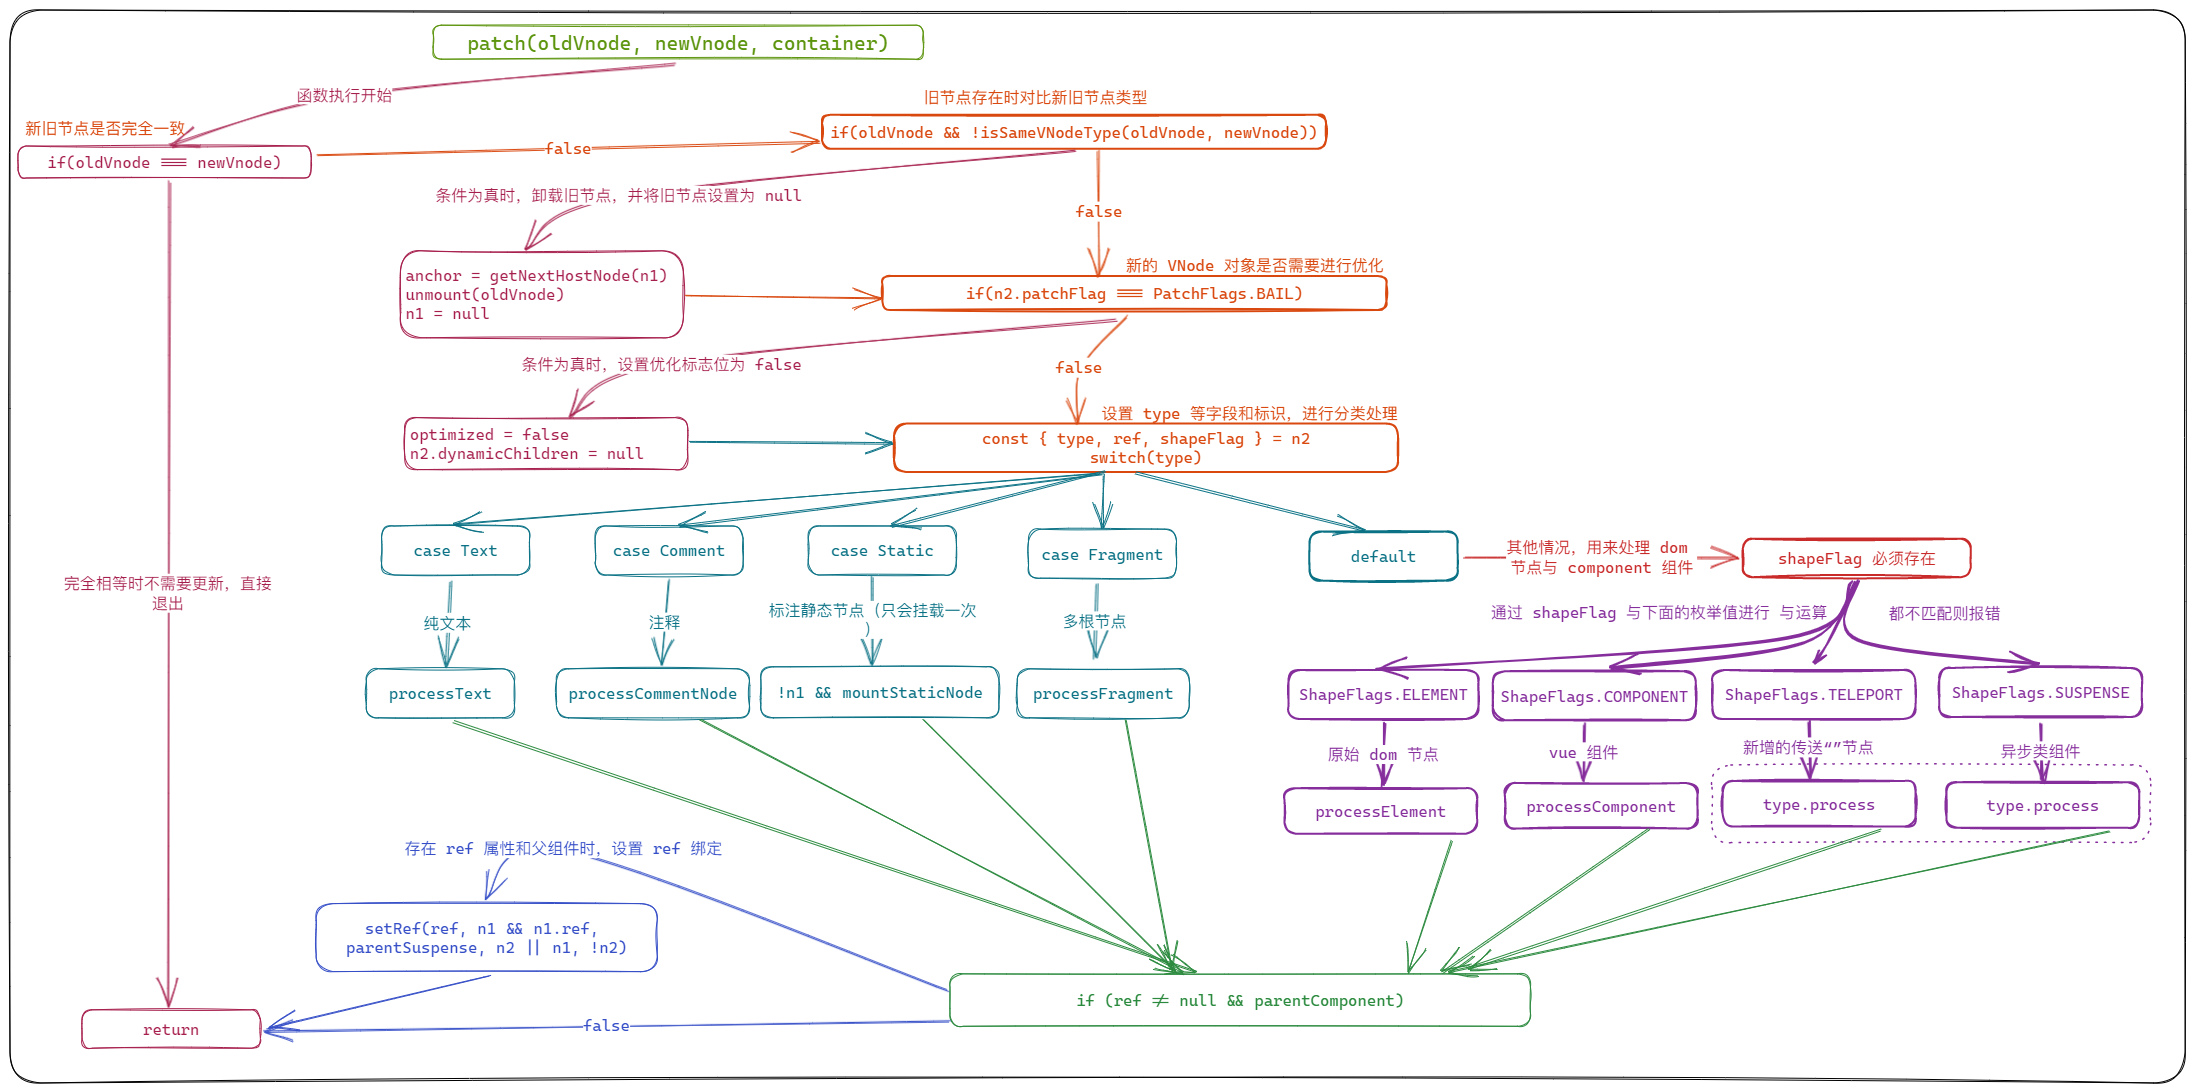 patch(oldVnode, newVnode, container)
函数执行开始
旧节点存在时对比新旧节点类型
新旧节点是否完全一致
if(oldVnode && !isSameVNodeType(oldVnode, newVnode))
if(oldVnode === newVnode)
false
条件为真时，卸载旧节点，并将旧节点设置为 null
false
新的 VNode 对象是否需要进行优化
anchor = getNextHostNode(n1)
unmount(oldVnode)
n1 = null
if(n2.patchFlag === PatchFlags.BAIL)
条件为真时，设置优化标志位为 false
false
设置 type 等字段和标识，进行分类处理
optimized = false
n2.dynamicChildren = null
const { type, ref, shapeFlag } = n2
switch(type)
case Text
case Comment
case Static
case Fragment
default
其他情况，用来处理 dom
节点与 component 组件
shapeFlag 必须存在
完全相等时不需要更新，直接
退出
纯文本
注释
标注静态节点（只会挂载一次
）
多根节点
通过 shapeFlag 与下面的枚举值进行 与运算
都不匹配则报错
processText
processCommentNode
!n1 && mountStaticNode
processFragment
ShapeFlags.ELEMENT
ShapeFlags.COMPONENT
ShapeFlags.TELEPORT
ShapeFlags.SUSPENSE
原始 dom 节点
vue 组件
新增的传送“”节点
异步类组件
processElement
processComponent
type.process
type.process
存在 ref 属性和父组件时，设置 ref 绑定
setRef(ref, n1 && n1.ref,
parentSuspense, n2 || n1, !n2)
if (ref ≠ null && parentComponent)
return
false